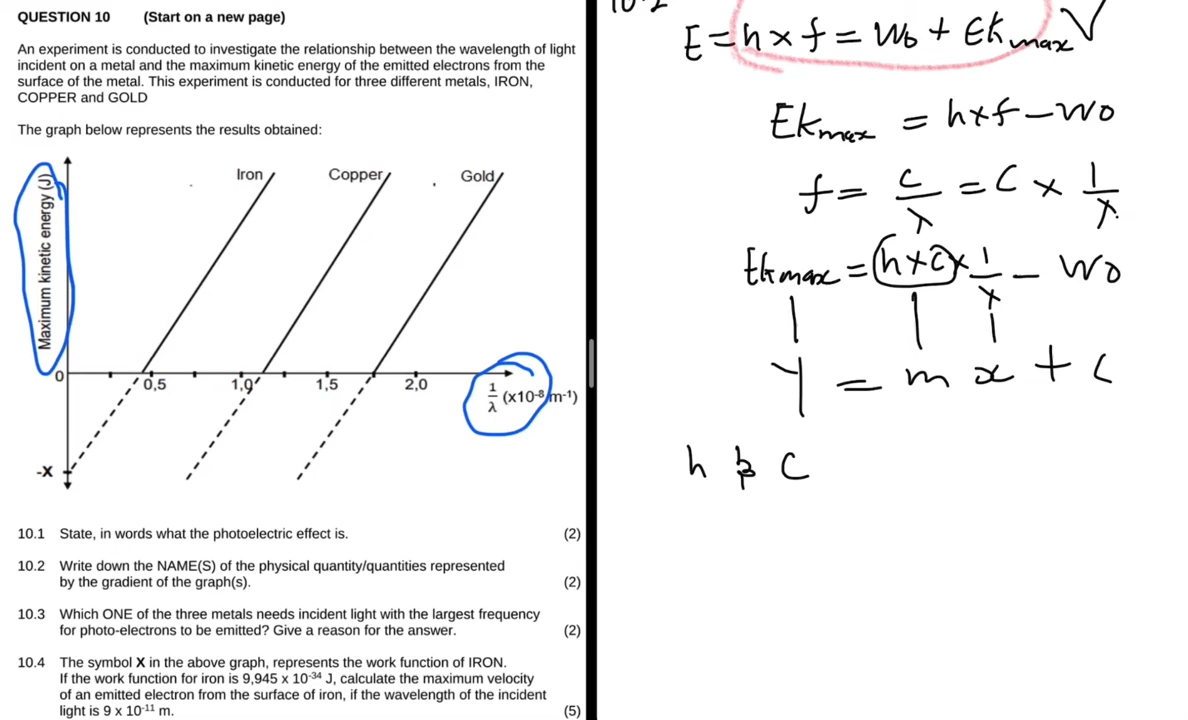 QUESTION 10 (Start on a new page)
An experiment is conducted to investigate the relationship between the wavelength of light
incident on a metal and the maximum kinetic energy of the emitted electrons from the
surface of the metal. This experiment is conducted for three different metals, IRON,
COPPER and GOLD
The graph below represents the results obtained:
Maximum kinetic energy (J)
Iron Copper Gold
0 0,5 1,0 1,5 2,0
1/λ (x10⁻⁸ m⁻¹)
-X
10.1 State, in words what the photoelectric effect is. (2)
10.2 Write down the NAME(S) of the physical quantity/quantities represented
by the gradient of the graph(s). (2)
10.3 Which ONE of the three metals needs incident light with the largest frequency
for photo-electrons to be emitted? Give a reason for the answer. (2)
10.4 The symbol X in the above graph, represents the work function of IRON.
If the work function for iron is 9,945 x 10⁻³⁴ J, calculate the maximum velocity
of an emitted electron from the surface of iron, if the wavelength of the incident
light is 9 x 10⁻¹¹ m. (5)
E = h × f = W₀ + Ekmax √
Ekmax = h×f − W0
f = c/λ = C × 1/λ
Ekmax = (h×c) × 1/λ − W0
y = m x + c
h & c